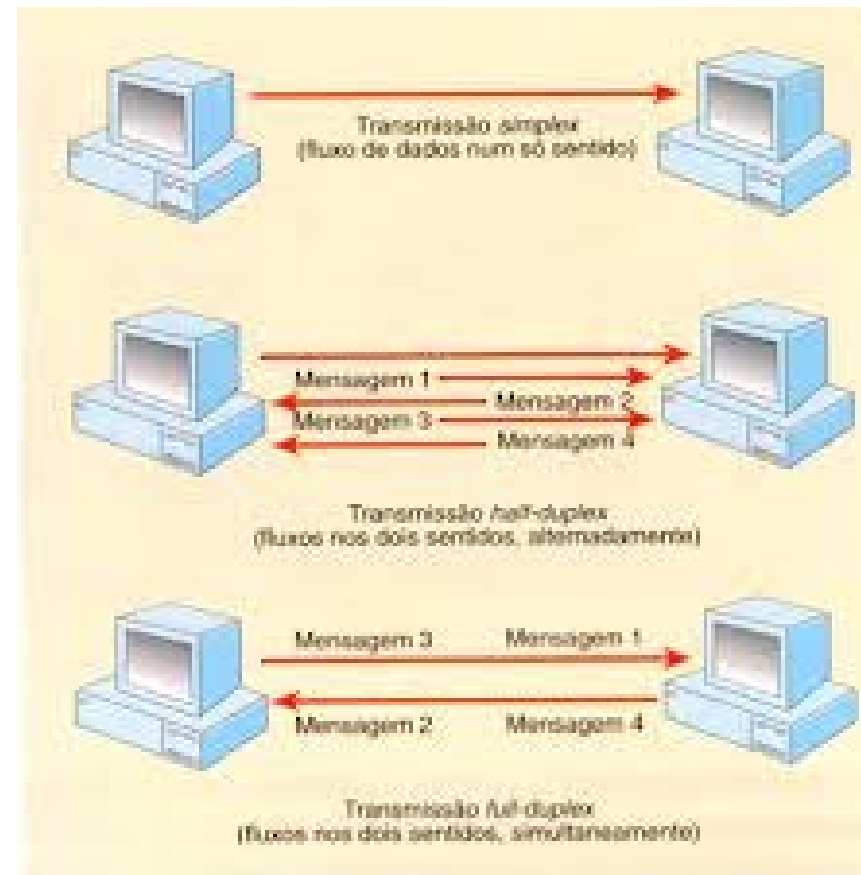 Transmissão simplex
(fluxo de dados num só sentido)
Mensagem 1
Mensagem 2
Mensagem 3
Mensagem 4
Transmissão half-duplex
(fluxos nos dois sentidos, alternadamente)
Mensagem 3 Mensagem 1
Mensagem 2 Mensagem 4
Transmissão full-duplex
(fluxos nos dois sentidos, simultaneamente)